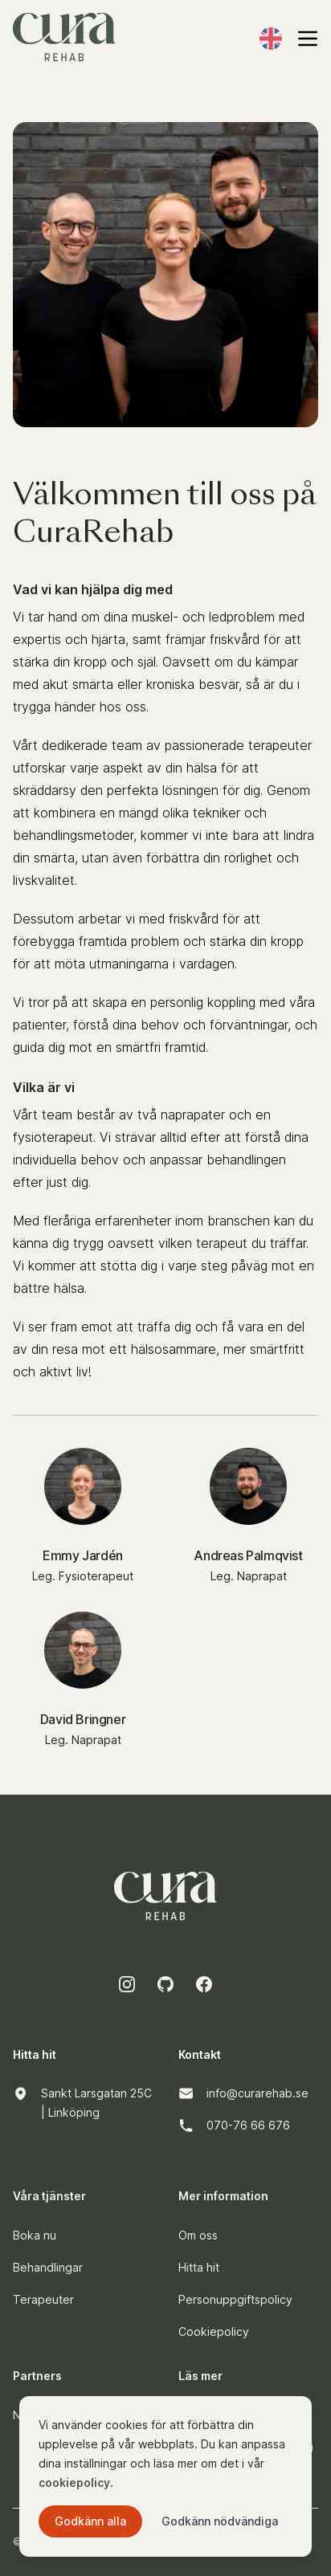 cura
REHAB
Välkommen till oss på
CuraRehab
Vad vi kan hjälpa dig med
Vi tar hand om dina muskel- och ledproblem med
expertis och hjärta, samt främjar friskvård för att
stärka din kropp och själ. Oavsett om du kämpar
med akut smärta eller kroniska besvär, så är du i
trygga händer hos oss.
Vårt dedikerade team av passionerade terapeuter
utforskar varje aspekt av din hälsa för att
skräddarsy den perfekta lösningen för dig. Genom
att kombinera en mängd olika tekniker och
behandlingsmetoder, kommer vi inte bara att lindra
din smärta, utan även förbättra din rörlighet och
livskvalitet.
Dessutom arbetar vi med friskvård för att
förebygga framtida problem och stärka din kropp
för att möta utmaningarna i vardagen.
Vi tror på att skapa en personlig koppling med våra
patienter, förstå dina behov och förväntningar, och
guida dig mot en smärtfri framtid.
Vilka är vi
Vårt team består av två naprapater och en
fysioterapeut. Vi strävar alltid efter att förstå dina
individuella behov och anpassar behandlingen
efter just dig.
Med fleråriga erfarenheter inom branschen kan du
känna dig trygg oavsett vilken terapeut du träffar.
Vi kommer att stötta dig i varje steg påväg mot en
bättre hälsa.
Vi ser fram emot att träffa dig och få vara en del
av din resa mot ett hälsosammare, mer smärtfritt
och aktivt liv!
Emmy Jardén
Leg. Fysioterapeut
Andreas Palmqvist
Leg. Naprapat
David Bringner
Leg. Naprapat
cura
REHAB
Hitta hit
Sankt Larsgatan 25C
| Linköping
Kontakt
info@curarehab.se
070-76 66 676
Våra tjänster
Boka nu
Behandlingar
Terapeuter
Mer information
Om oss
Hitta hit
Personuppgiftspolicy
Cookiepolicy
Partners
Läs mer
Vi använder cookies för att förbättra din
upplevelse på vår webbplats. Du kan anpassa
dina inställningar och läsa mer om det i vår
cookiepolicy.
Godkänn alla
Godkänn nödvändiga